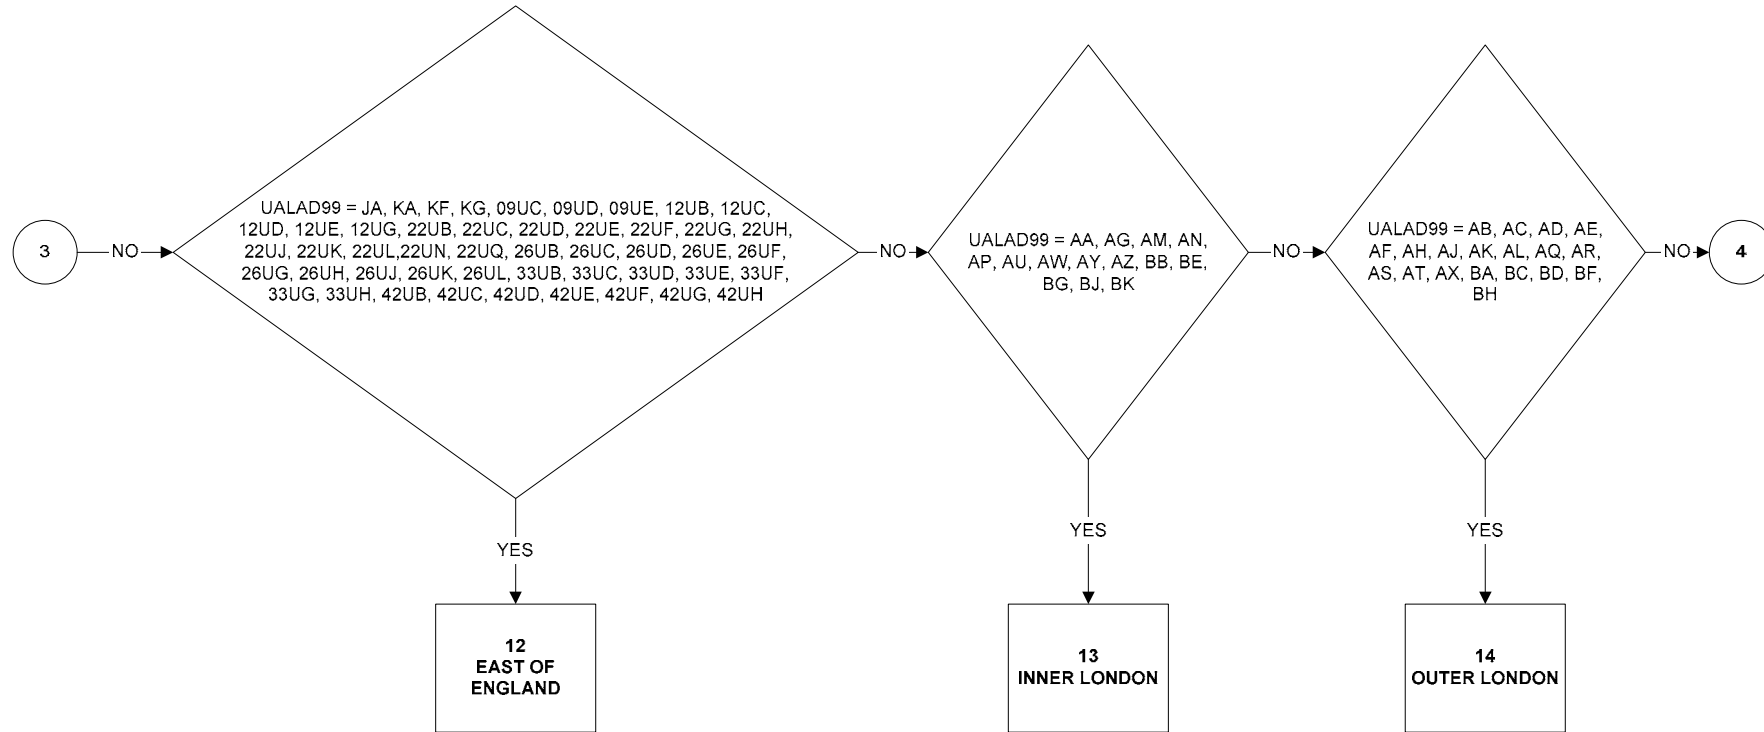 3
NO
UALAD99 = JA, KA, KF, KG, 09UC, 09UD, 09UE, 12UB, 12UC,
12UD, 12UE, 12UG, 22UB, 22UC, 22UD, 22UE, 22UF, 22UG, 22UH,
22UJ, 22UK, 22UL,22UN, 22UQ, 26UB, 26UC, 26UD, 26UE, 26UF,
26UG, 26UH, 26UJ, 26UK, 26UL, 33UB, 33UC, 33UD, 33UE, 33UF,
33UG, 33UH, 42UB, 42UC, 42UD, 42UE, 42UF, 42UG, 42UH
NO
UALAD99 = AA, AG, AM, AN,
AP, AU, AW, AY, AZ, BB, BE,
BG, BJ, BK
NO
UALAD99 = AB, AC, AD, AE,
AF, AH, AJ, AK, AL, AQ, AR,
AS, AT, AX, BA, BC, BD, BF,
BH
NO
4
YES
YES
YES
12
EAST OF
ENGLAND
13
INNER LONDON
14
OUTER LONDON